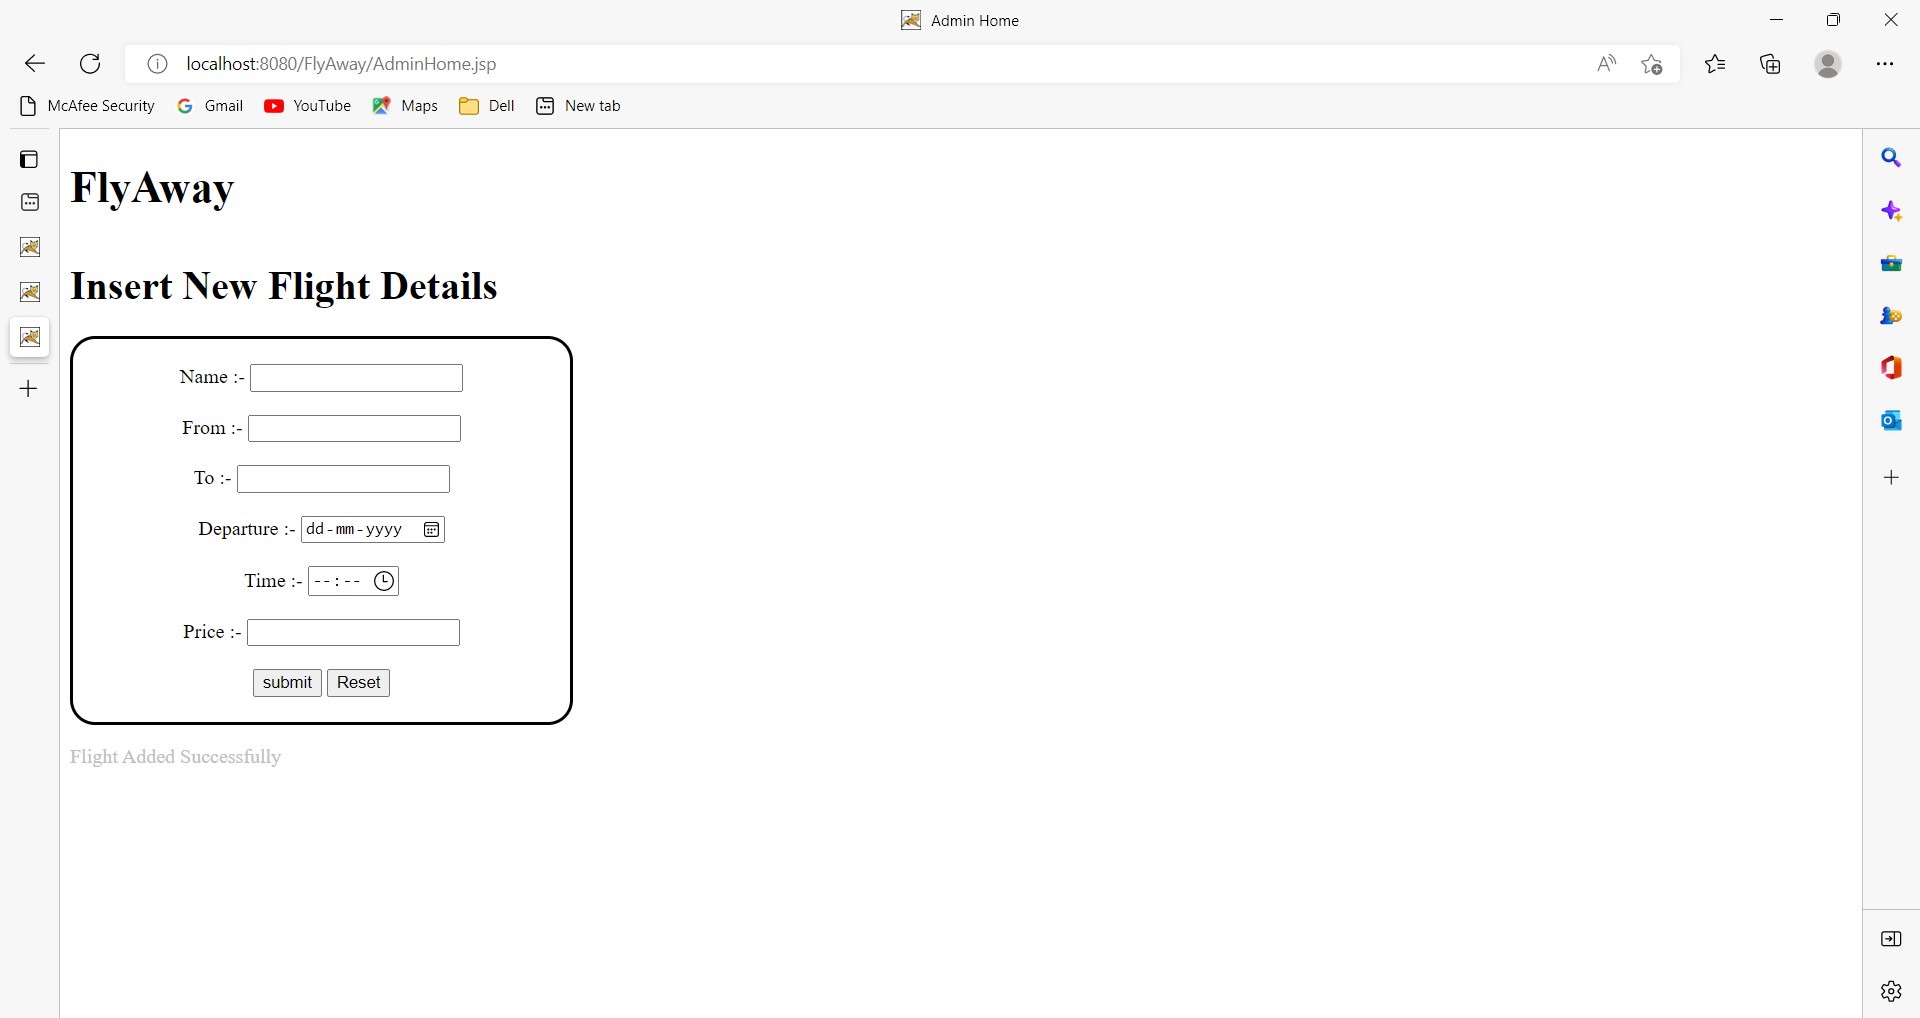 Admin Home
localhost:8080/FlyAway/AdminHome.jsp
McAfee Security Gmail YouTube Maps Dell New tab
FlyAway
Insert New Flight Details
Name :-
From :-
To :-
Departure :- dd-mm-yyyy
Time :- --:--
Price :-
submit Reset
Flight Added Successfully